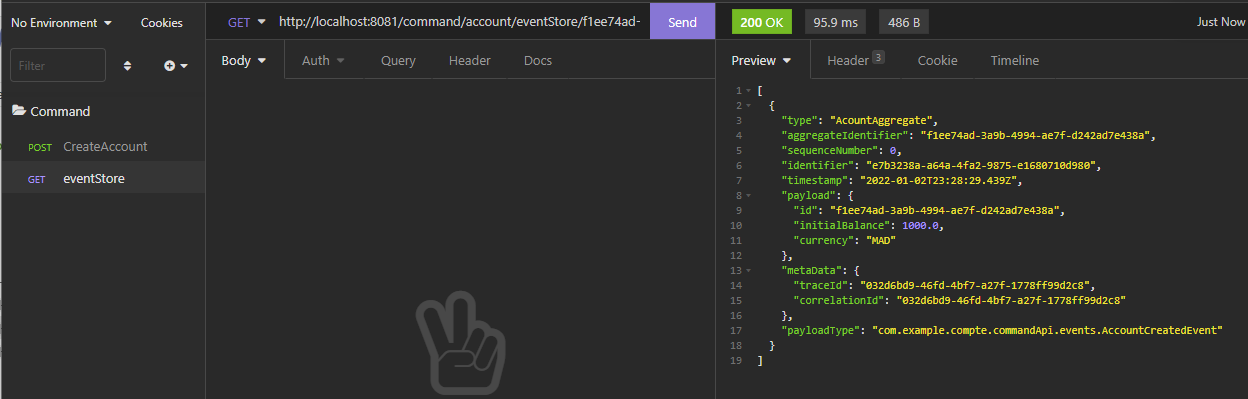 No Environment Cookies
GET http://localhost:8081/command/account/eventStore/f1ee74ad- Send
200 OK 95.9 ms 486 B Just Now
Filter
Body Auth Query Header Docs
Preview Header 3 Cookie Timeline
Command
POST CreateAccount
GET eventStore
1 [
2 {
3 "type": "AcountAggregate",
4 "aggregateIdentifier": "f1ee74ad-3a9b-4994-ae7f-d242ad7e438a",
5 "sequenceNumber": 0,
6 "identifier": "e7b3238a-a64a-4fa2-9875-e1680710d980",
7 "timestamp": "2022-01-02T23:28:29.439Z",
8 "payload": {
9 "id": "f1ee74ad-3a9b-4994-ae7f-d242ad7e438a",
10 "initialBalance": 1000.0,
11 "currency": "MAD"
12 },
13 "metaData": {
14 "traceId": "032d6bd9-46fd-4bf7-a27f-1778ff99d2c8",
15 "correlationId": "032d6bd9-46fd-4bf7-a27f-1778ff99d2c8"
16 },
17 "payloadType": "com.example.compte.commandApi.events.AccountCreatedEvent"
18 }
19 ]